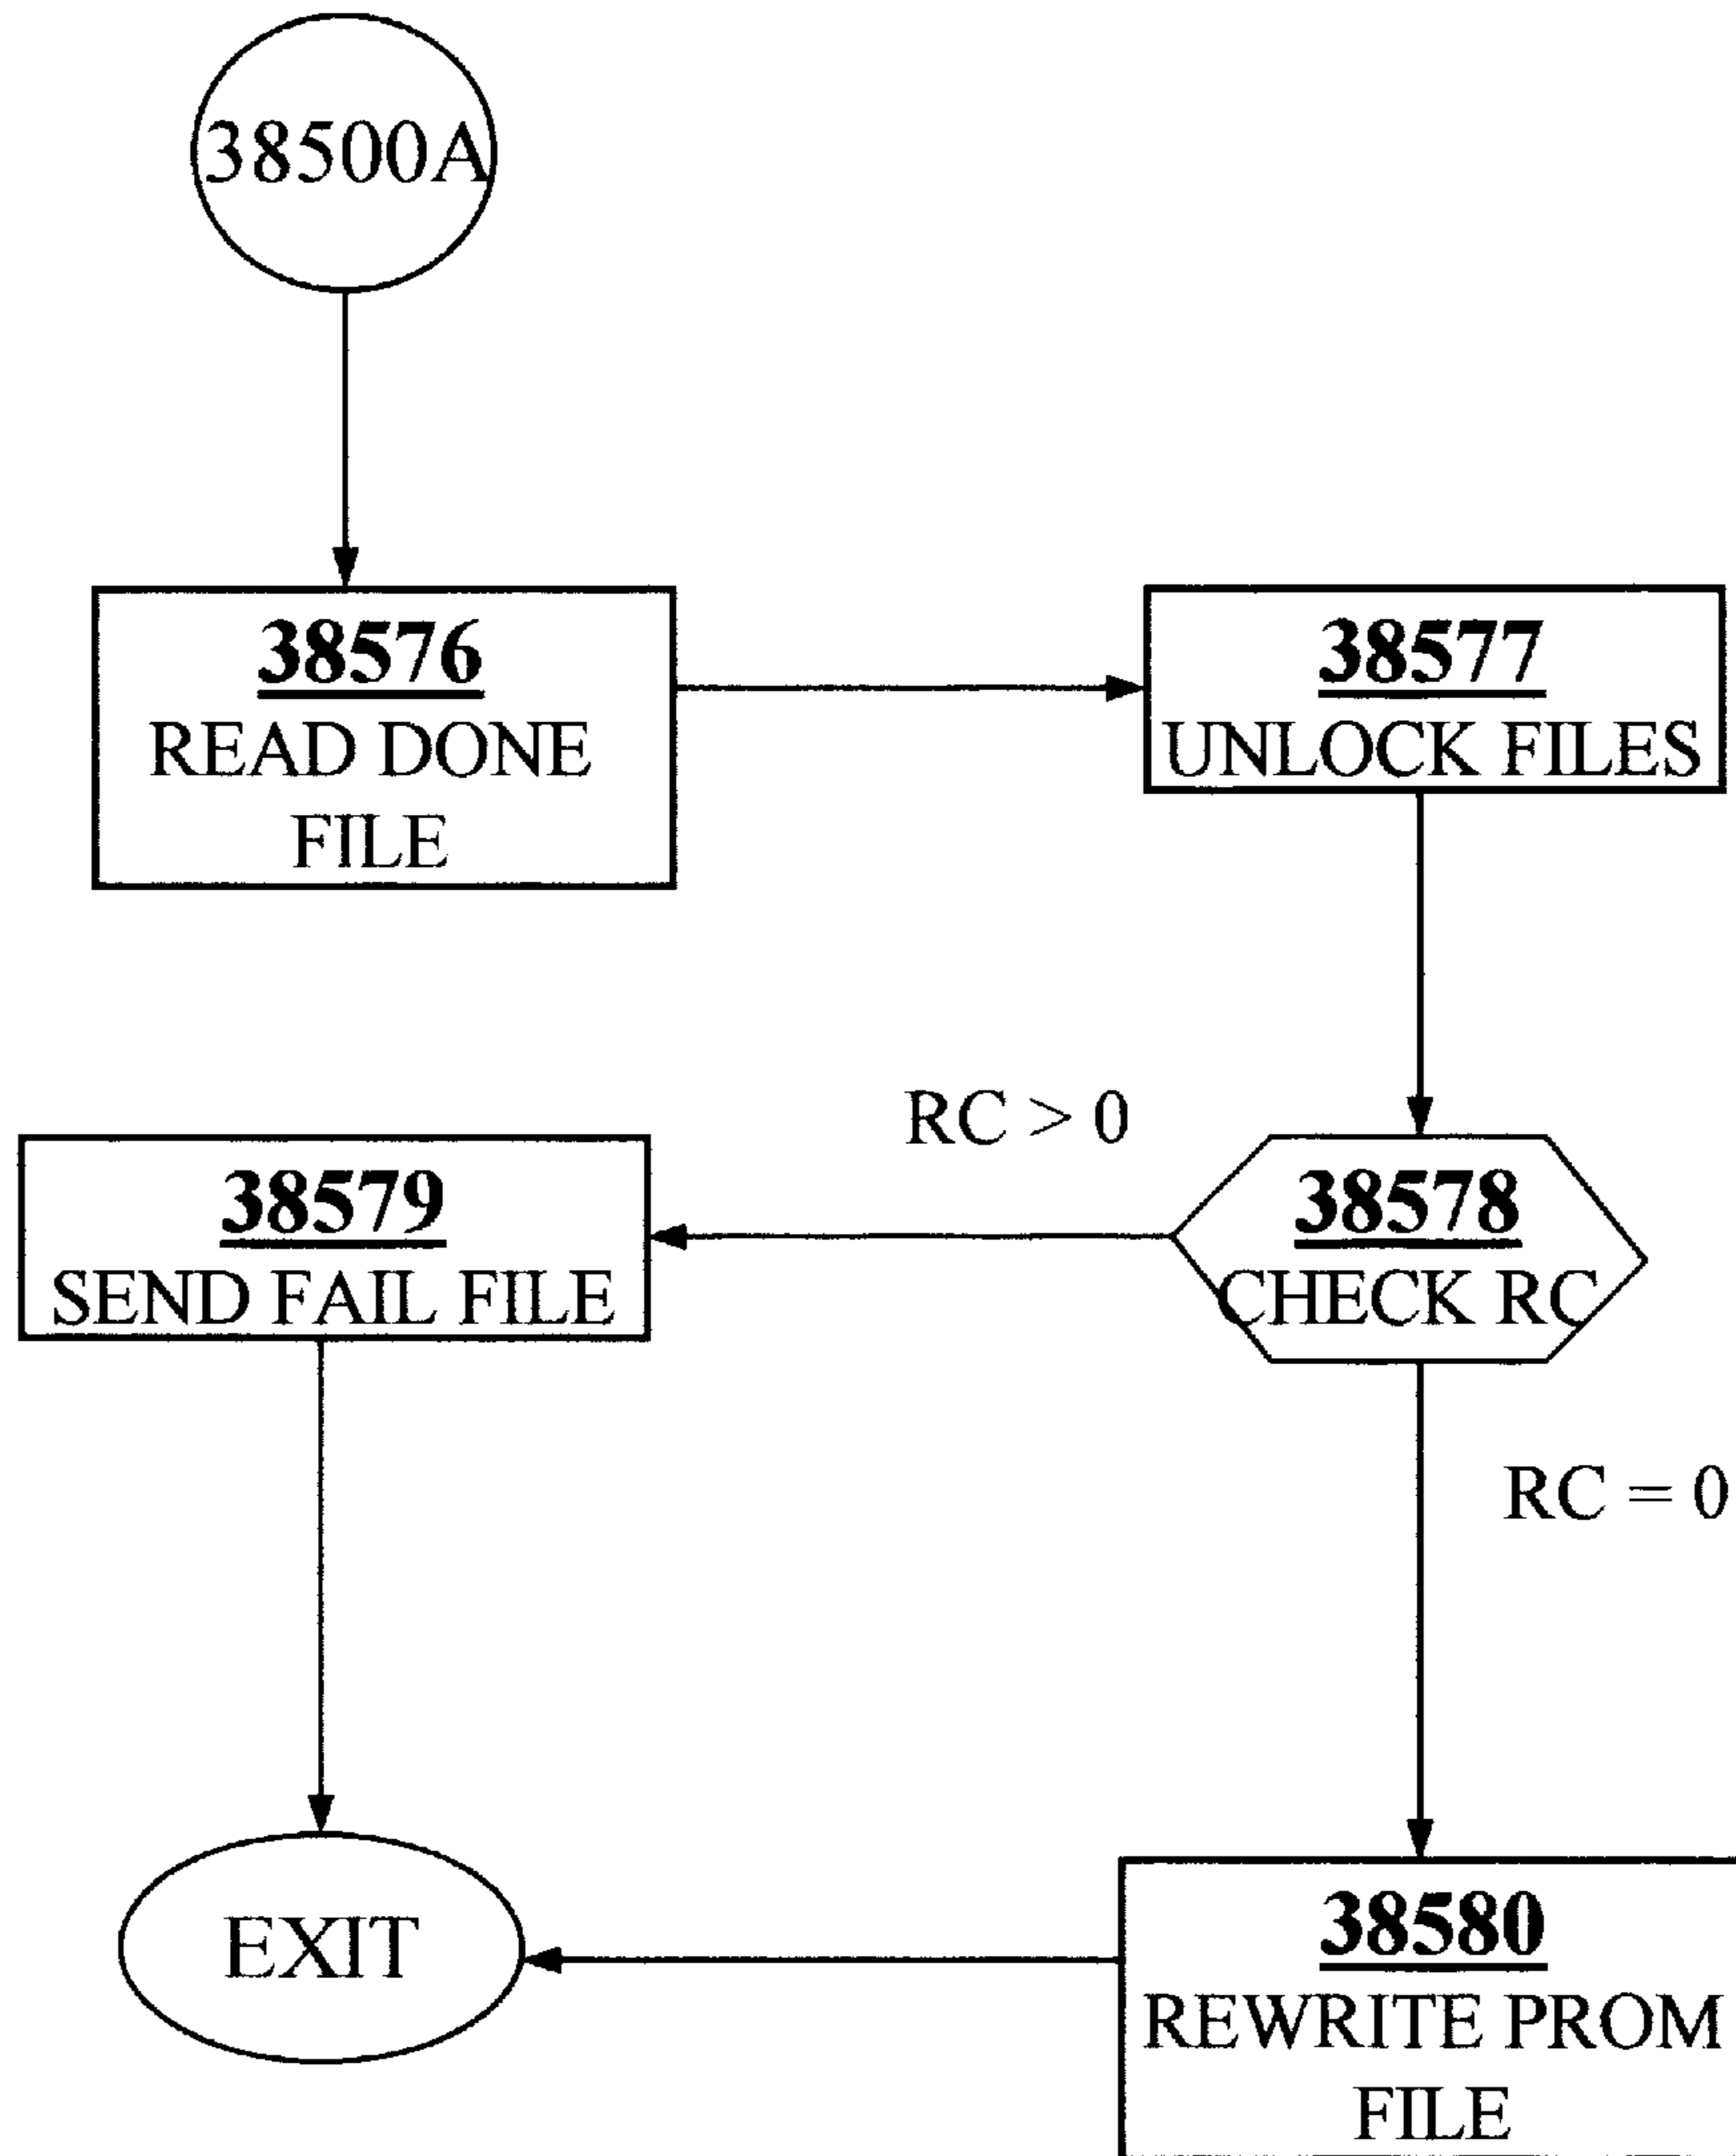 38500A
38576
READ DONE
FILE
38577
UNLOCK FILES
RC > 0
38579
SEND FAIL FILE
38578
CHECK RC
RC = 0
EXIT
38580
REWRITE PROM
FILE